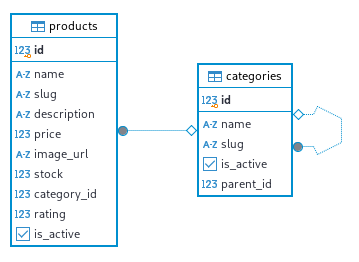 products
123 id
A-Z name
A-Z slug
A-Z description
123 price
A-Z image_url
123 stock
123 category_id
123 rating
is_active
categories
123 id
A-Z name
A-Z slug
is_active
123 parent_id